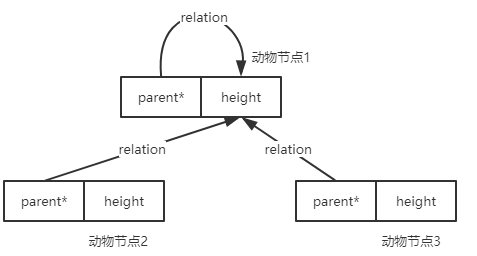 relation
动物节点1
parent* height
relation relation
parent* height parent* height
动物节点2 动物节点3